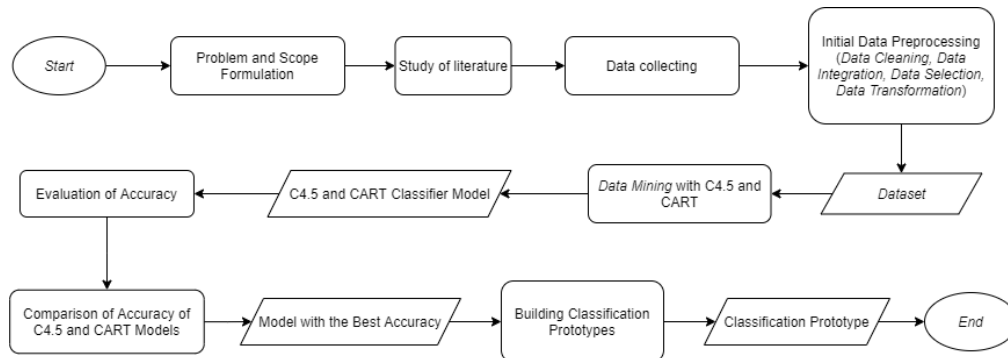 Start
Problem and Scope
Formulation
Study of literature
Data collecting
Initial Data Preprocessing
(Data Cleaning, Data
Integration, Data Selection,
Data Transformation)
Evaluation of Accuracy
C4.5 and CART Classifier Model
Data Mining with C4.5 and
CART
Dataset
Comparison of Accuracy of
C4.5 and CART Models
Model with the Best Accuracy
Building Classification
Prototypes
Classification Prototype
End